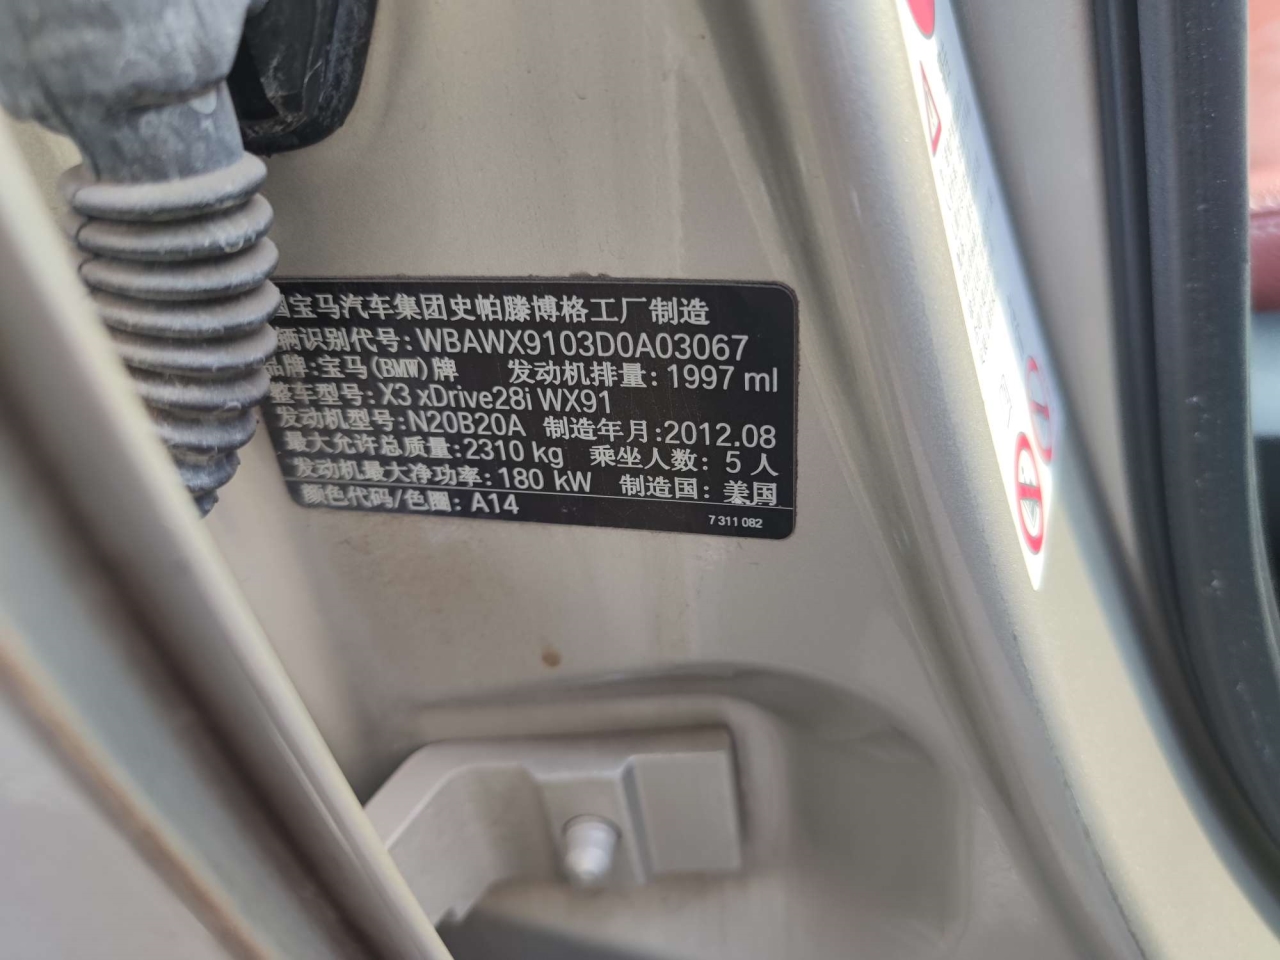 宝马汽车集团史帕滕博格工厂制造
辆识别代号: WBAWX9103D0A03067
品牌: 宝马(BMW)牌 发动机排量: 1997 ml
整车型号: X3 xDrive28i WX91
发动机型号: N20B20A 制造年月: 2012.08
最大允许总质量: 2310 kg 乘坐人数: 5人
发动机最大净功率: 180 kW 制造国: 美国
颜色代码/色圈: A14
7 311 082